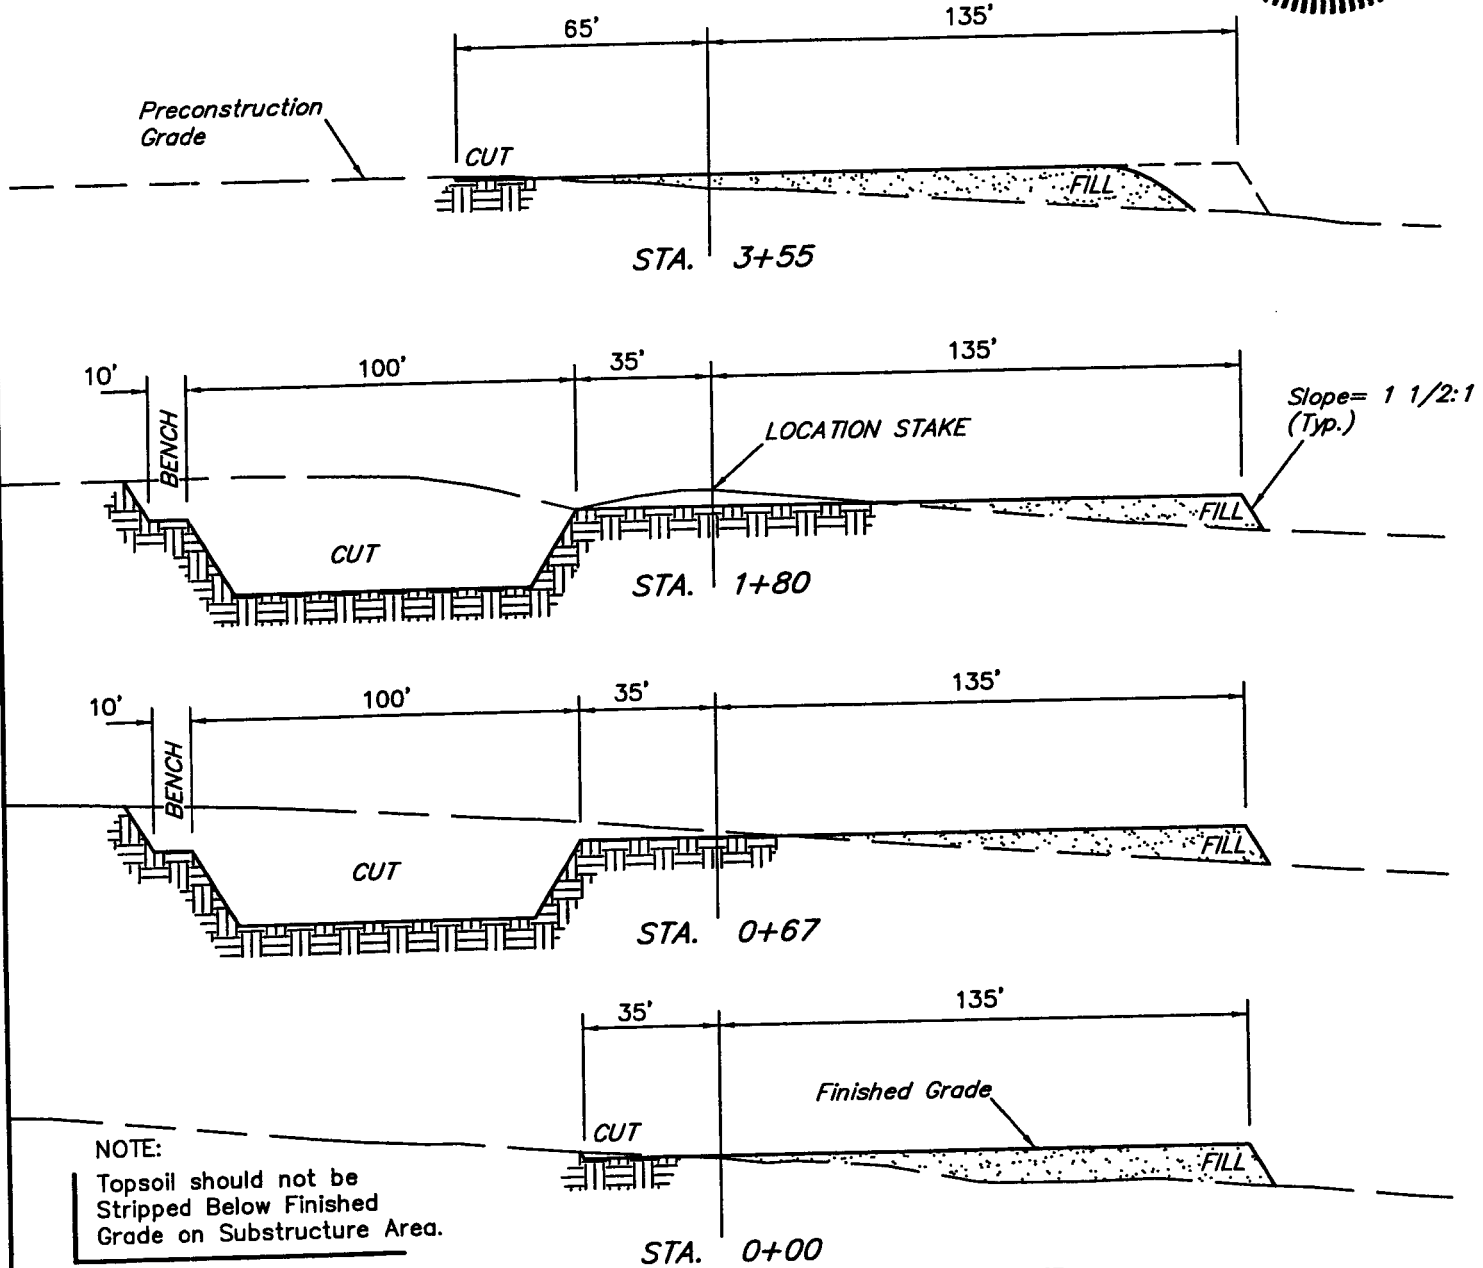 65'
135'
Preconstruction
Grade
CUT
FILL
STA. 3+55
10'
100'
35'
135'
BENCH
Slope= 1 1/2:1
(Typ.)
LOCATION STAKE
CUT
FILL
STA. 1+80
10'
100'
35'
135'
BENCH
CUT
FILL
STA. 0+67
35'
135'
Finished Grade
CUT
FILL
NOTE:
Topsoil should not be
Stripped Below Finished
Grade on Substructure Area.
STA. 0+00